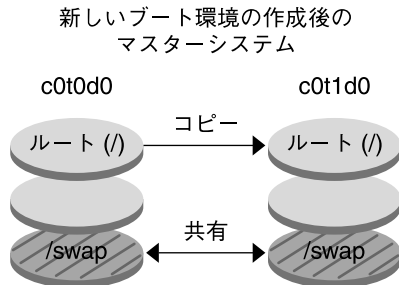 新しいブート環境の作成後の
マスターシステム
c0t0d0
c0t1d0
コピー
ルート (/)
ルート (/)
共有
/swap
/swap